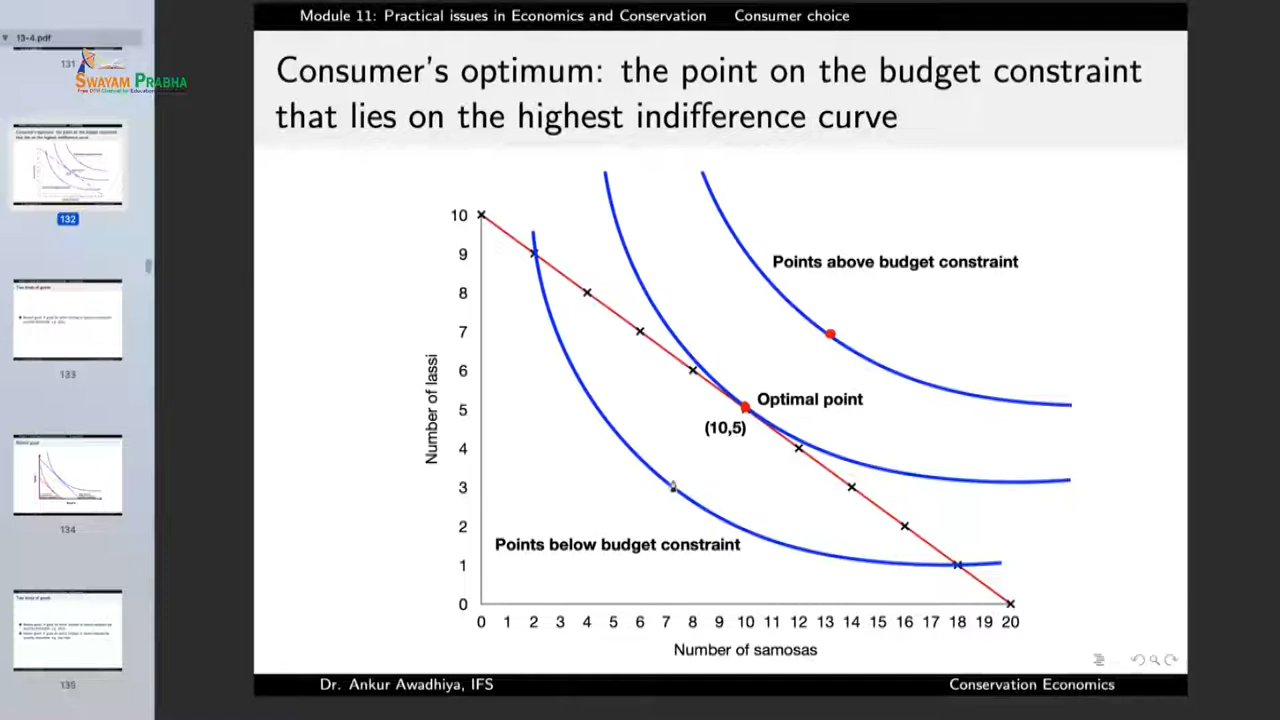 Module 11: Practical issues in Economics and Conservation Consumer choice
13-4.pdf
131
SWAYAM PRABHA
Consumer's optimum: the point on the budget constraint
that lies on the highest indifference curve
132
133
134
135
10
9
8
7
6
5
4
3
2
1
0
Number of lassi
Points above budget constraint
Optimal point
(10,5)
Points below budget constraint
0 1 2 3 4 5 6 7 8 9 10 11 12 13 14 15 16 17 18 19 20
Number of samosas
Dr. Ankur Awadhiya, IFS Conservation Economics